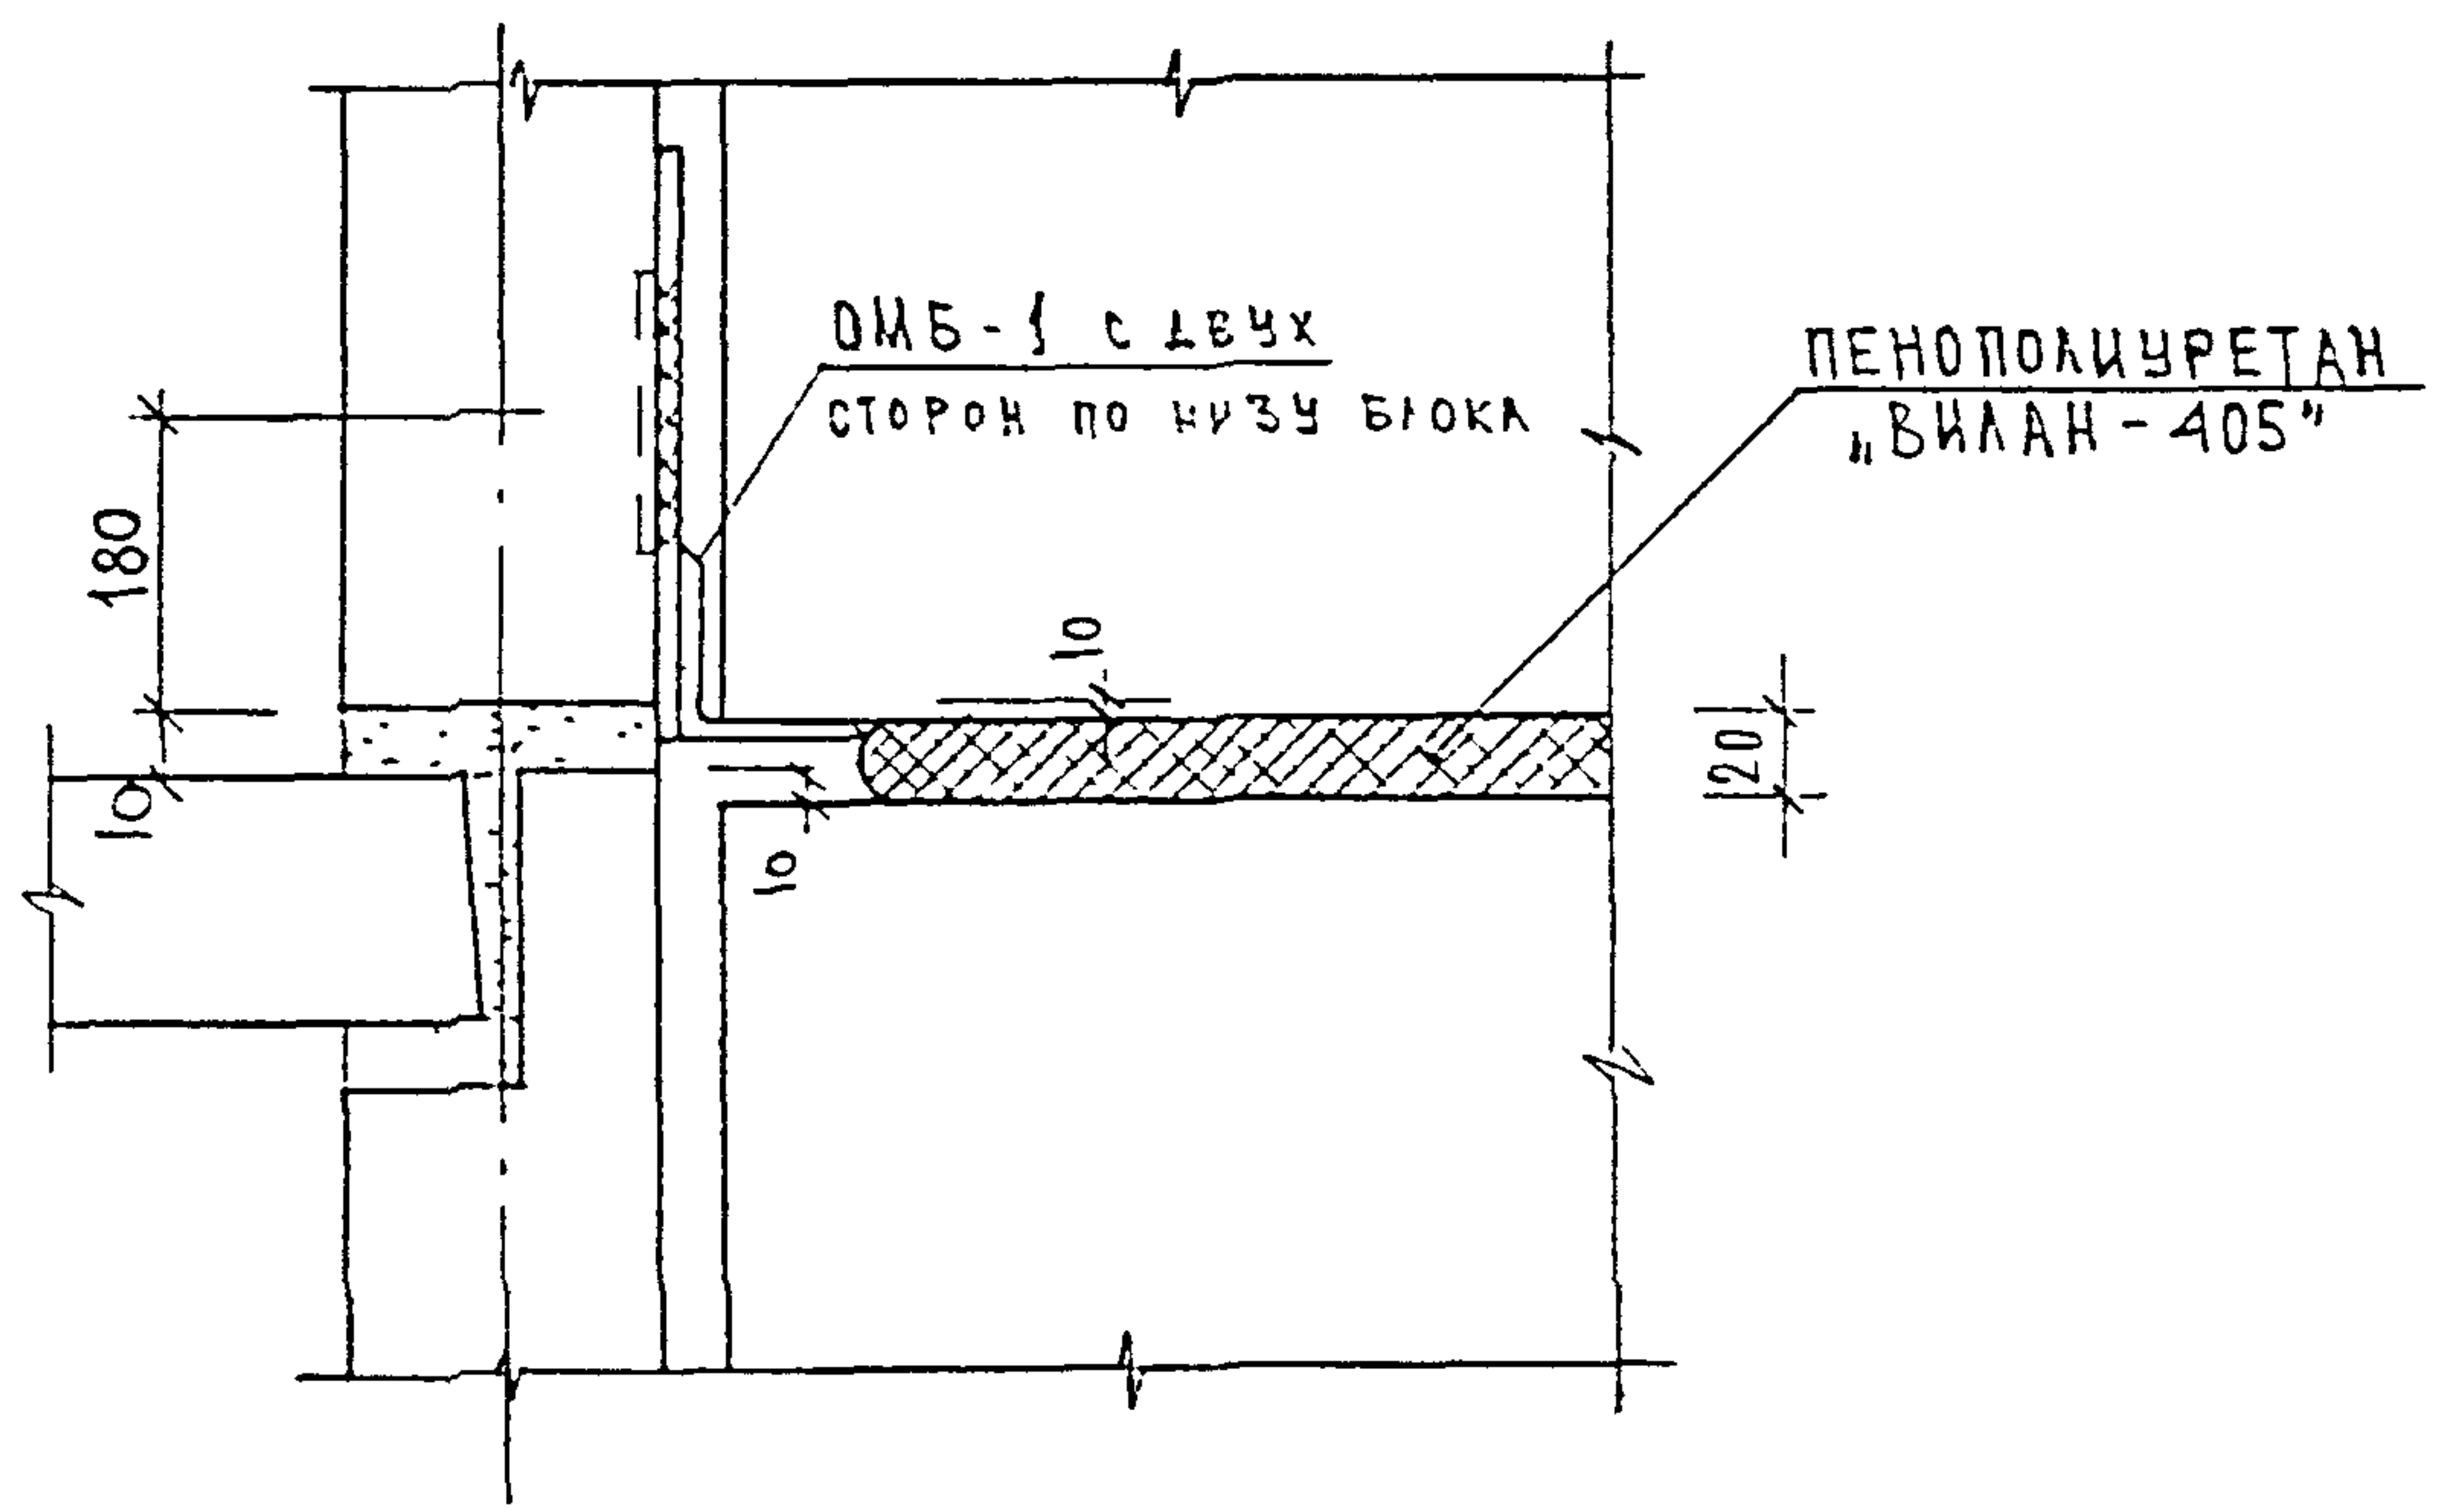 ОМБ-1 С ДВУХ
СТОРОН ПО НИЗУ БЛОКА
ПЕНОПОЛИУРЕТАН
„ВИЛАН-405"
180
10
10
10
20